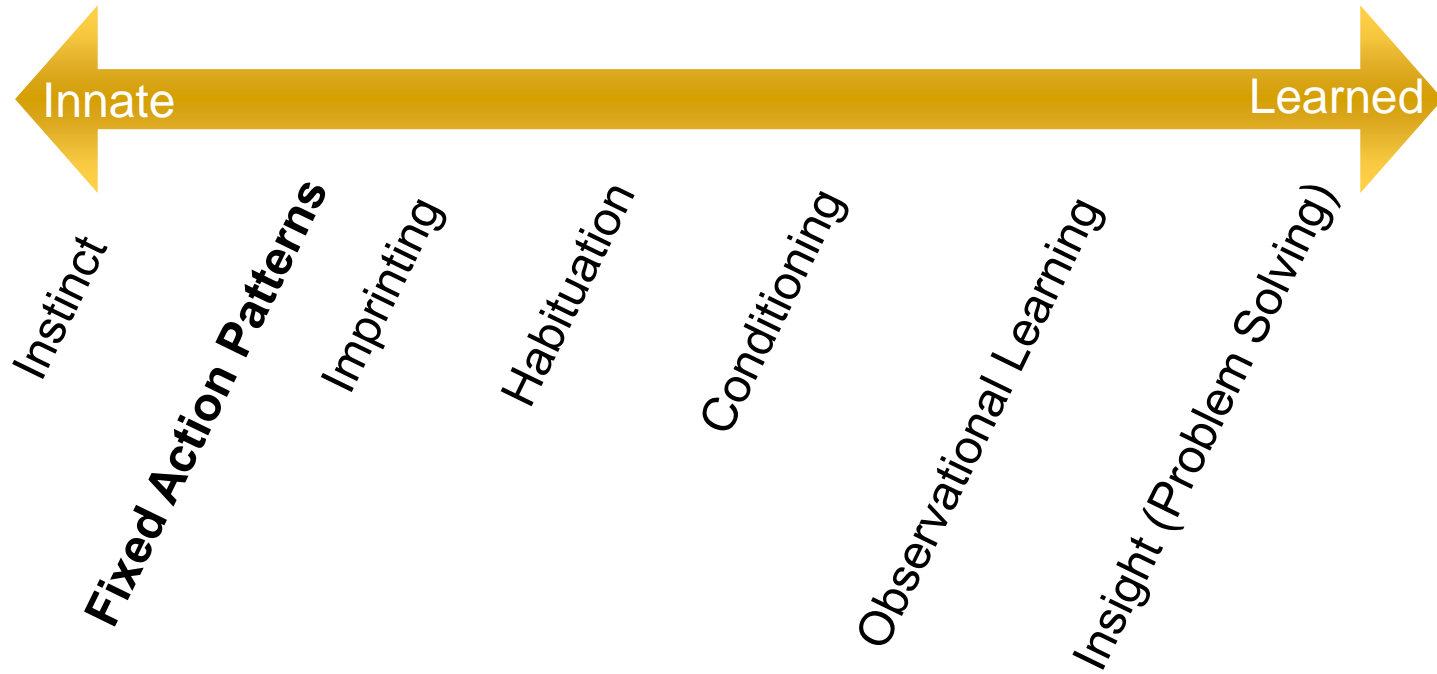 Innate
Learned
Instinct
Fixed Action Patterns
Imprinting
Habituation
Conditioning
Observational Learning
Insight (Problem Solving)